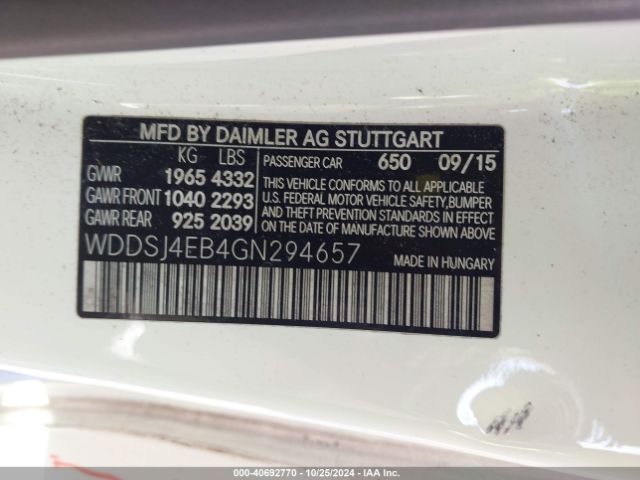 MFD BY DAIMLER AG STUTTGART
KG LBS
GVWR 1965 4332
GAWR FRONT 1040 2293
GAWR REAR 925 2039
PASSENGER CAR 650 09/15
THIS VEHICLE CONFORMS TO ALL APPLICABLE
U.S. FEDERAL MOTOR VEHICLE SAFETY,BUMPER
AND THEFT PREVENTION STANDARDS IN EFFECT
ON THE DATE OF MANUFACTURE SHOWN ABOVE.
WDDSJ4EB4GN294657
MADE IN HUNGARY
000-40692770 - 10/25/2024 - IAA Inc.